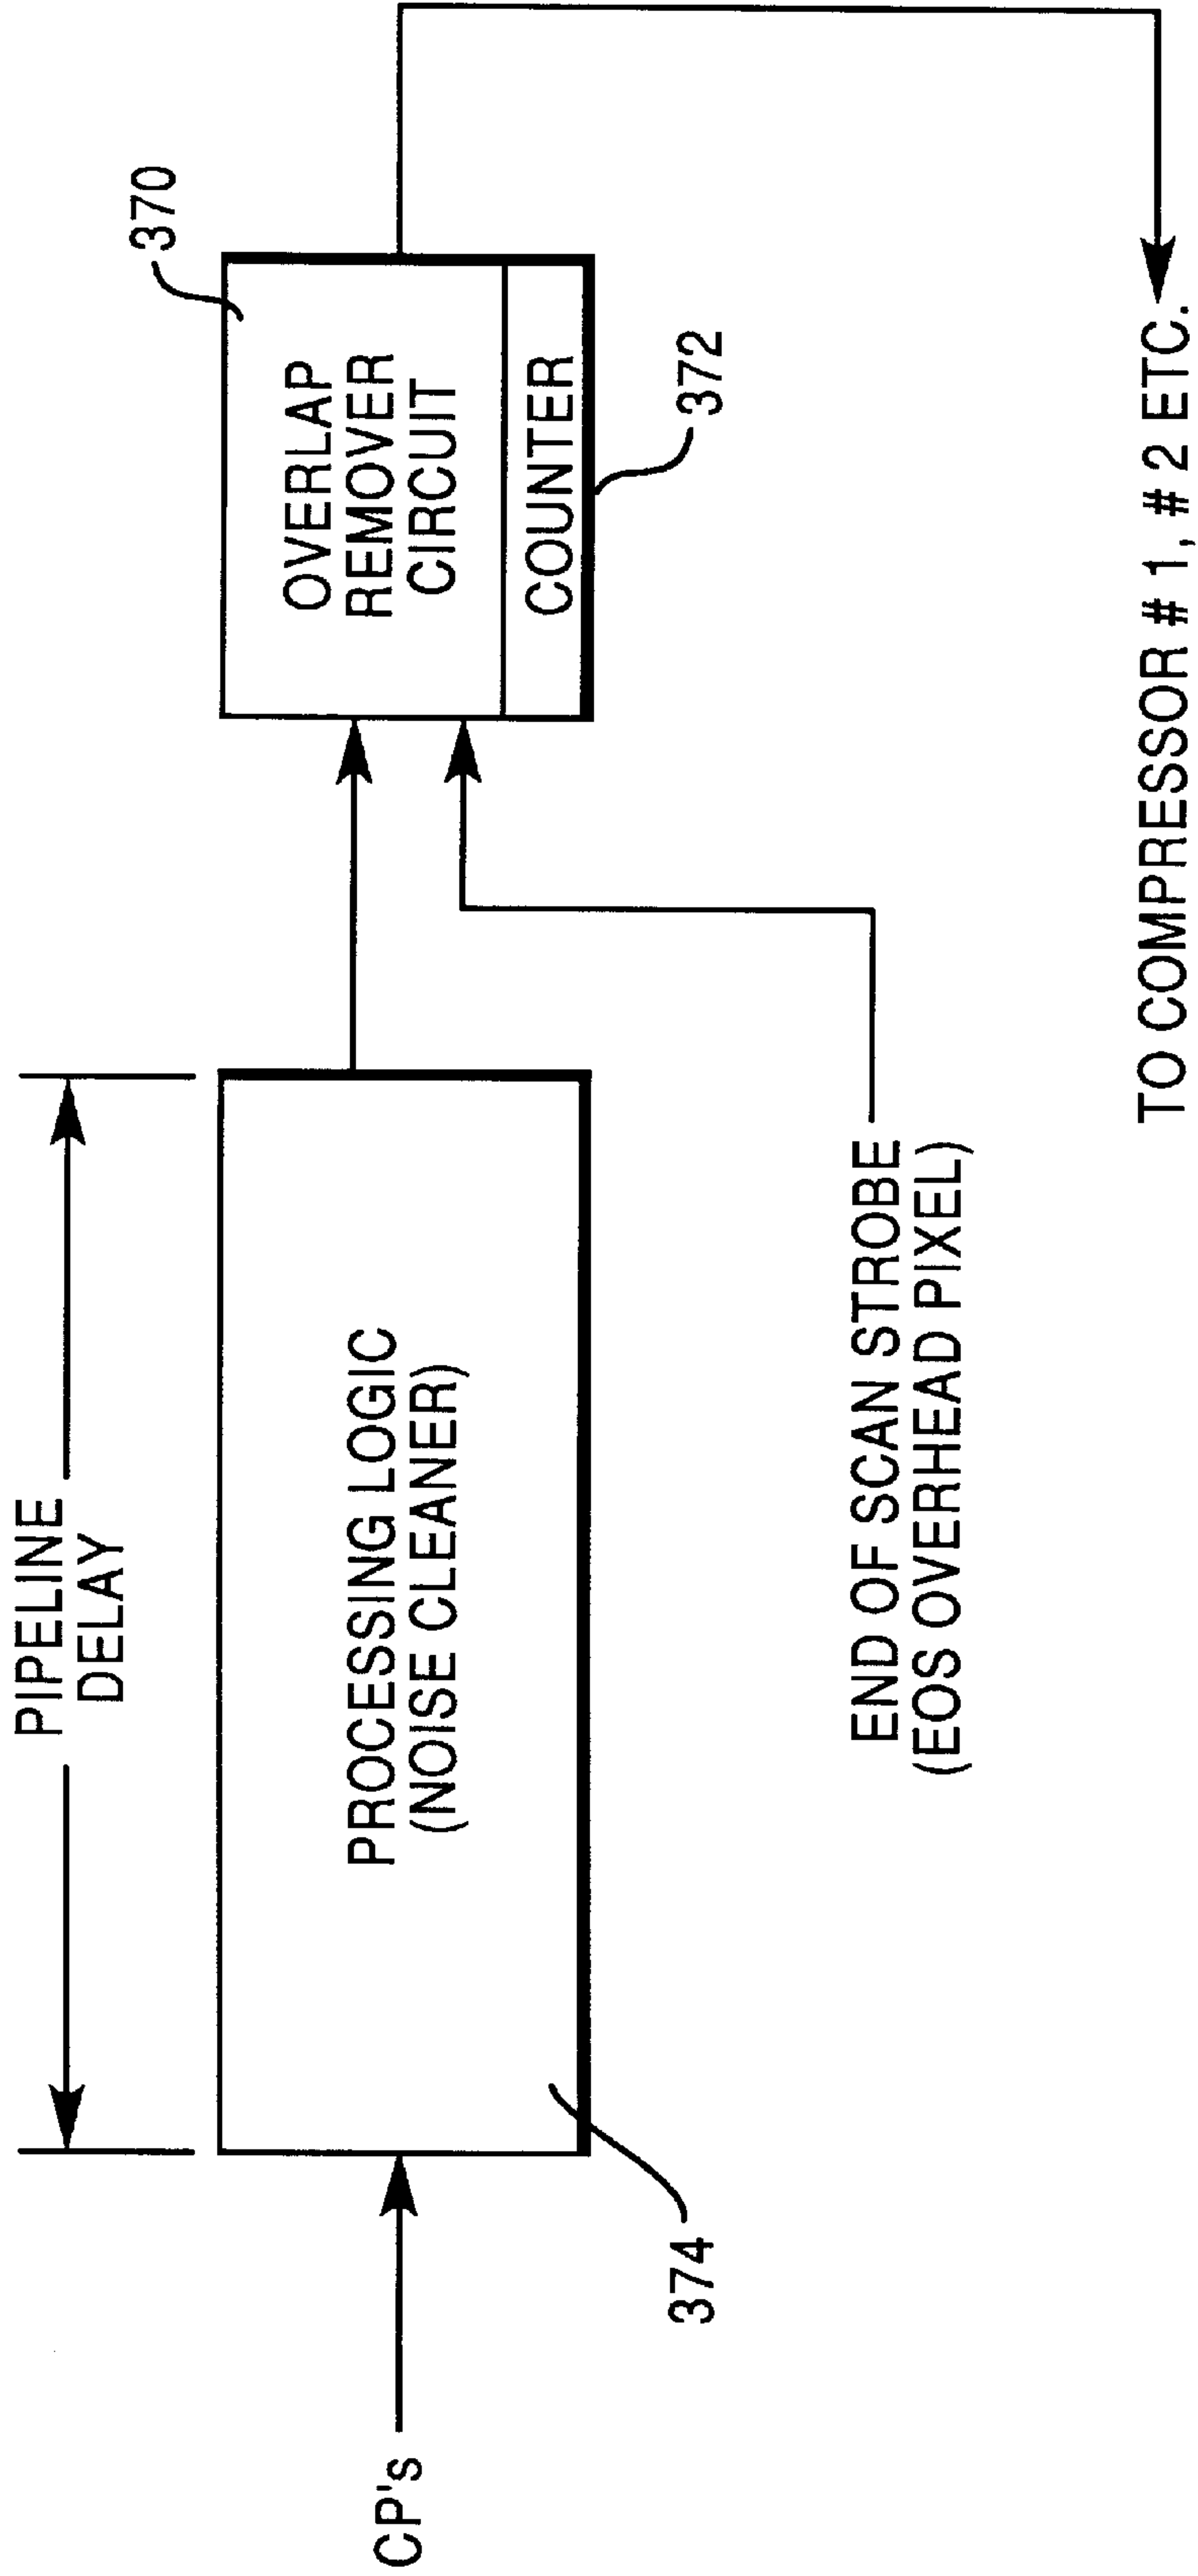 PIPELINE
DELAY
370
CP's
PROCESSING LOGIC
(NOISE CLEANER)
OVERLAP
REMOVER
CIRCUIT
COUNTER
374
372
END OF SCAN STROBE
(EOS OVERHEAD PIXEL)
TO COMPRESSOR # 1, # 2 ETC.